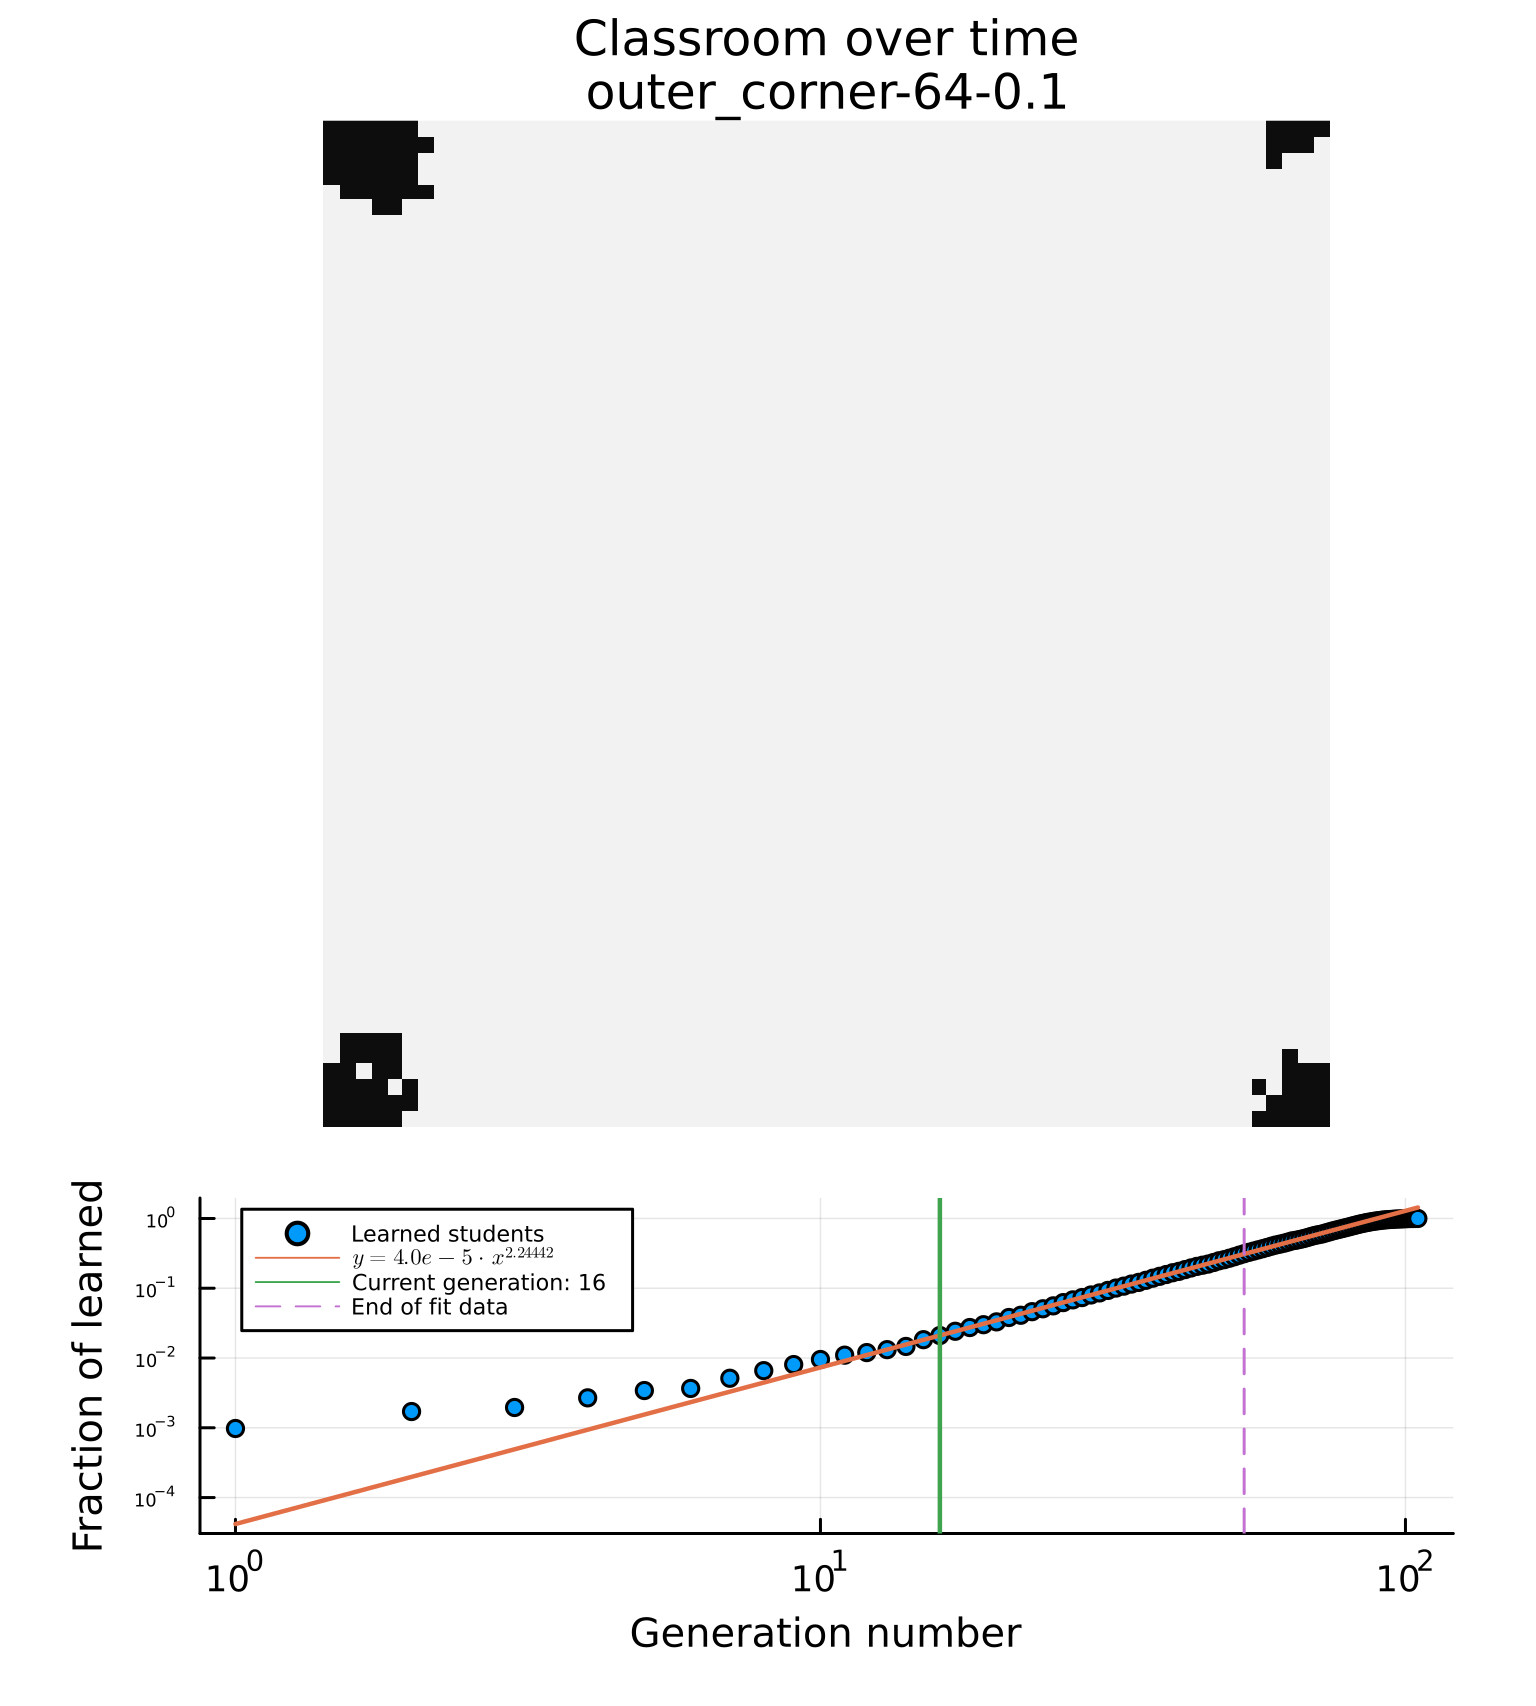 Classroom over time
outer_corner-64-0.1
Fraction of learned
10^0
10^-1
10^-2
10^-3
10^-4
Learned students
y = 4.0e − 5 · x^2.24442
Current generation: 16
End of fit data
10^0
10^1
10^2
Generation number